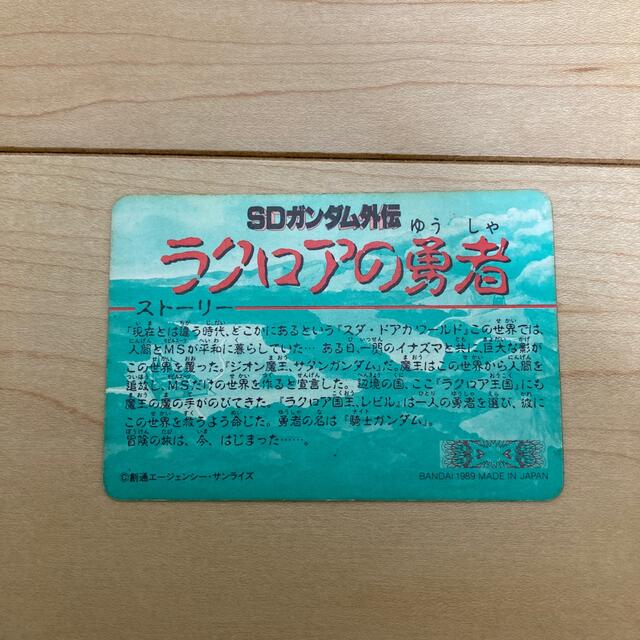 SDガンダム外伝
ゆう しゃ
ラクロアの勇者
ストーリー
「現在とは違う時代、どこかにあるという『スダ・ドアカワールド』この世界では、
人間とMSが平和に暮らしていた…ある日、一閃のイナズマと共に、巨大な影が
この世界を覆った。『ジオン魔王、サタンガンダム』だ。魔王はこの世界から人間を
追放し、MSだけの世界を作ると宣言した。辺境の国、ここ『ラクロア王国』にも
魔王の魔の手がのびてきた。『ラクロア国王、レビル』は一人の勇者を選び、彼に
この世界を救うよう命じた。勇者の名は『騎士ガンダム』。
冒険の旅は、今、はじまった……。
©創通エージェンシー・サンライズ
BANDAI 1989 MADE IN JAPAN